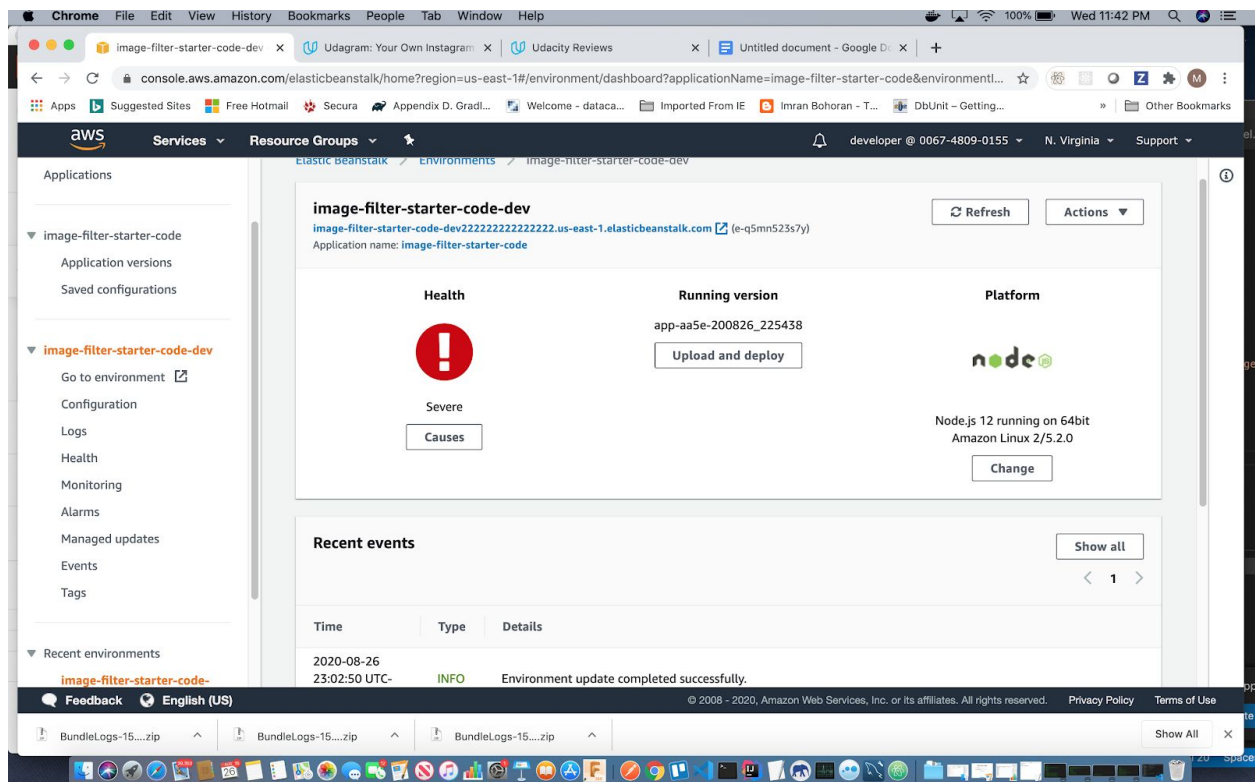 Chrome File Edit View History Bookmarks People Tab Window Help 100% Wed 11:42 PM
image-filter-starter-code-dev Udagram: Your Own Instagram Udacity Reviews Untitled document - Google Do
console.aws.amazon.com/elasticbeanstalk/home?region=us-east-1#/environment/dashboard?applicationName=image-filter-starter-code&environmentI... Z M
Apps Suggested Sites Free Hotmail Secura Appendix D. Gradl... Welcome - dataca... Imported From IE Imran Bohoran - T... DbUnit – Getting... » Other Bookmarks
aws Services Resource Groups developer @ 0067-4809-0155 N. Virginia Support
Elastic Beanstalk / Environments / image-filter-starter-code-dev
Applications
image-filter-starter-code
Application versions
Saved configurations
image-filter-starter-code-dev
Go to environment
Configuration
Logs
Health
Monitoring
Alarms
Managed updates
Events
Tags
Recent environments
image-filter-starter-code-
image-filter-starter-code-dev
Refresh Actions
image-filter-starter-code-dev222222222222222.us-east-1.elasticbeanstalk.com (e-q5mn523s7y)
Application name: image-filter-starter-code
Health
Severe
Causes
Running version
app-aa5e-200826_225438
Upload and deploy
Platform
node JS
Node.js 12 running on 64bit
Amazon Linux 2/5.2.0
Change
Recent events
Show all
< 1 >
Time Type Details
2020-08-26
23:02:50 UTC- INFO Environment update completed successfully.
Feedback English (US) © 2008 - 2020, Amazon Web Services, Inc. or its affiliates. All rights reserved. Privacy Policy Terms of Use
BundleLogs-15....zip BundleLogs-15....zip BundleLogs-15....zip Show All